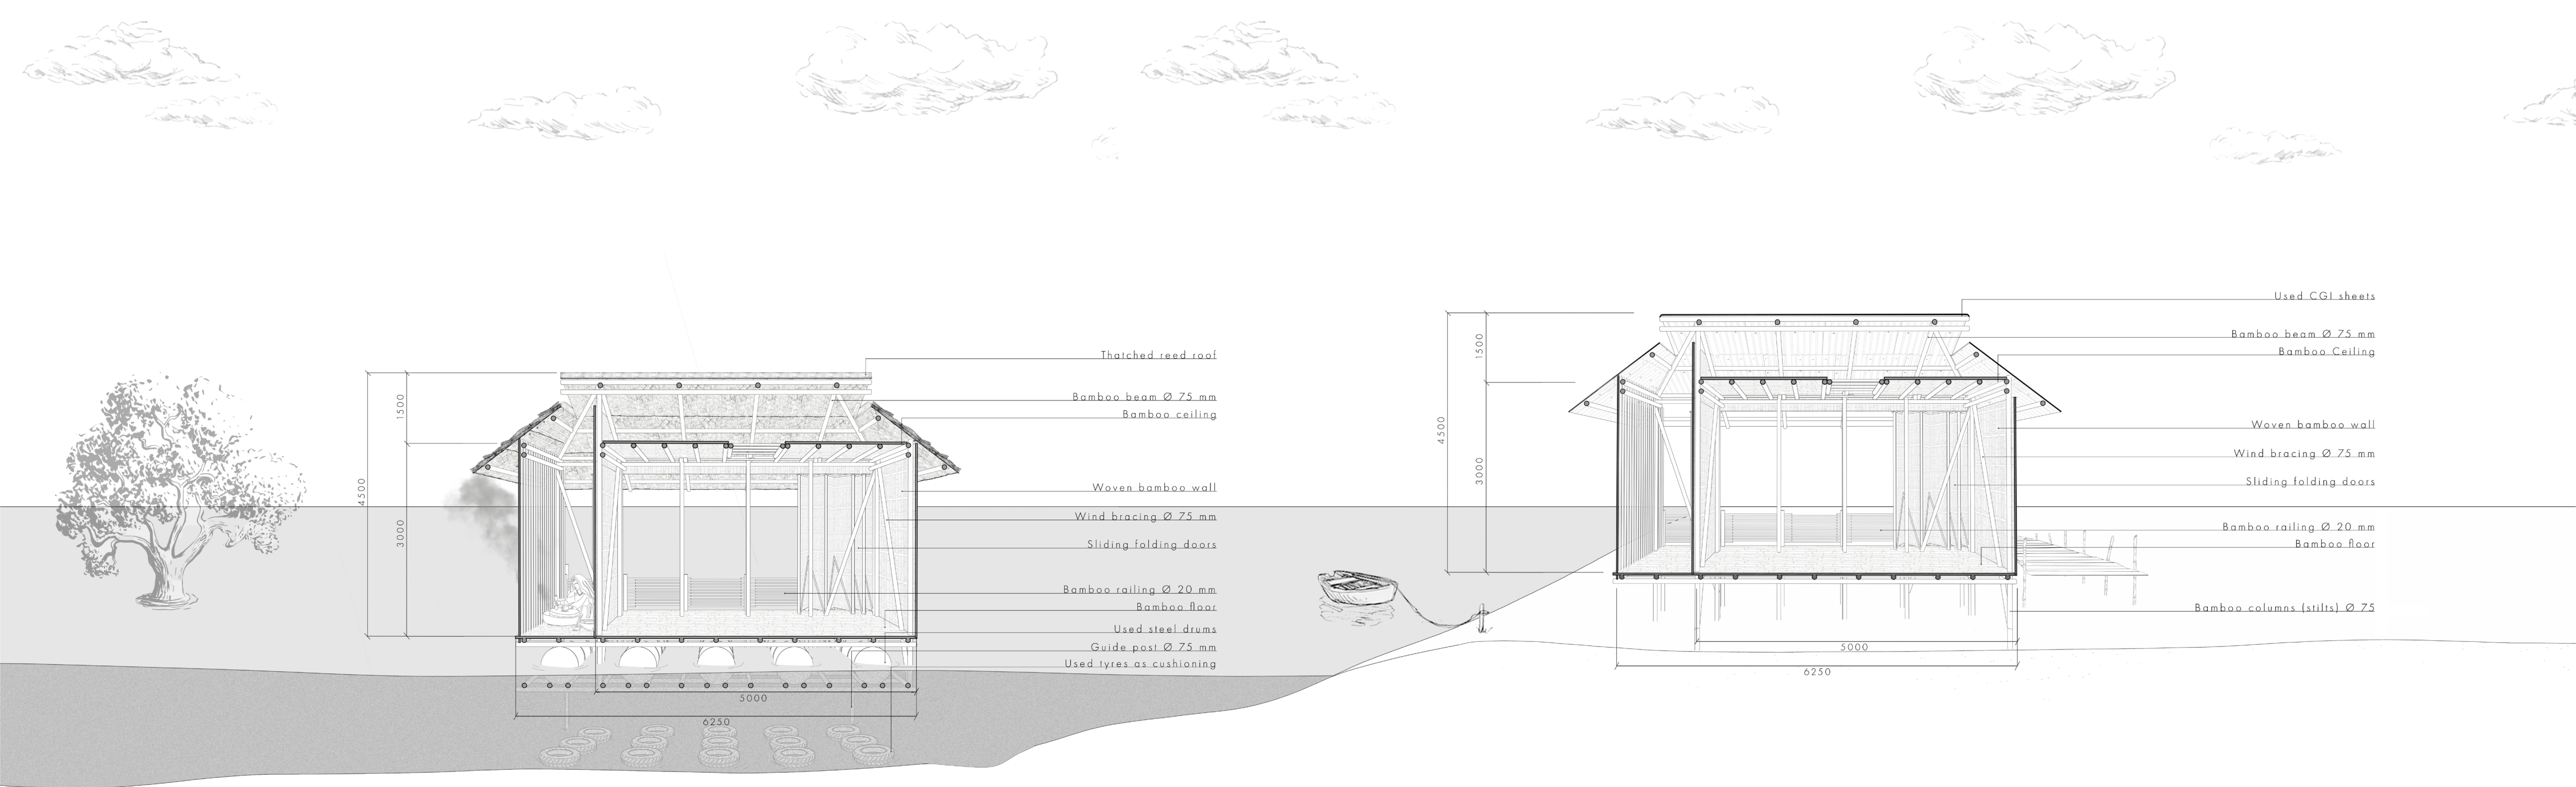 Thatched reed roof
Bamboo beam Ø 75 mm
Bamboo ceiling
Woven bamboo wall
Wind bracing Ø 75 mm
Sliding folding doors
Bamboo railing Ø 20 mm
Bamboo floor
Used steel drums
Guide post Ø 75 mm
Used tyres as cushioning
1500
4500
3000
5000
6250
Used CGI sheets
Bamboo beam Ø 75 mm
Bamboo Ceiling
Woven bamboo wall
Wind bracing Ø 75 mm
Sliding folding doors
Bamboo railing Ø 20 mm
Bamboo floor
Bamboo columns (stilts) Ø 75
1500
4500
3000
5000
6250